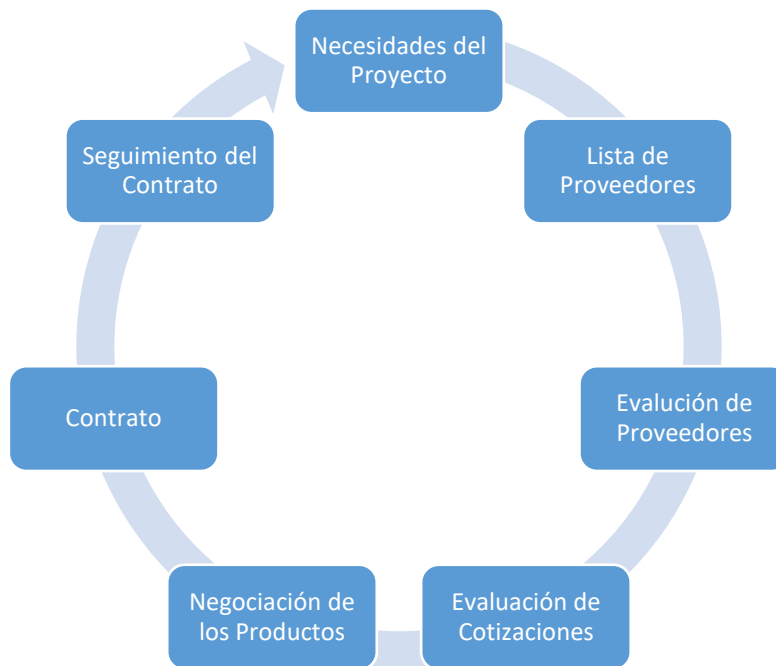 Necesidades del
Proyecto
Lista de
Proveedores
Evalución de
Proveedores
Evaluación de
Cotizaciones
Negociación de
los Productos
Contrato
Seguimiento del
Contrato